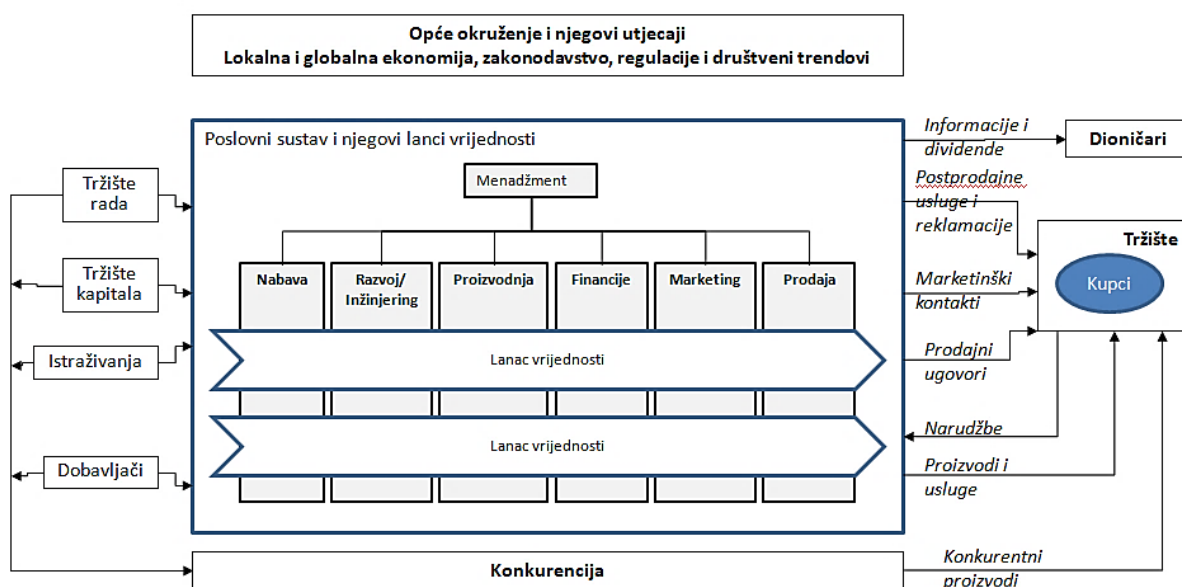 Opće okruženje i njegovi utjecaji
Lokalna i globalna ekonomija, zakonodavstvo, regulacije i društveni trendovi
Poslovni sustav i njegovi lanci vrijednosti
Menadžment
Nabava
Razvoj/
Inžinjering
Proizvodnja
Financije
Marketing
Prodaja
Lanac vrijednosti
Lanac vrijednosti
Tržište
rada
Tržište
kapitala
Istraživanja
Dobavljači
Informacije i
dividende
Dioničari
Postprodajne
usluge i
reklamacije
Tržište
Kupci
Marketinški
kontakti
Prodajni
ugovori
Narudžbe
Proizvodi i
usluge
Konkurencija
Konkurentni
proizvodi